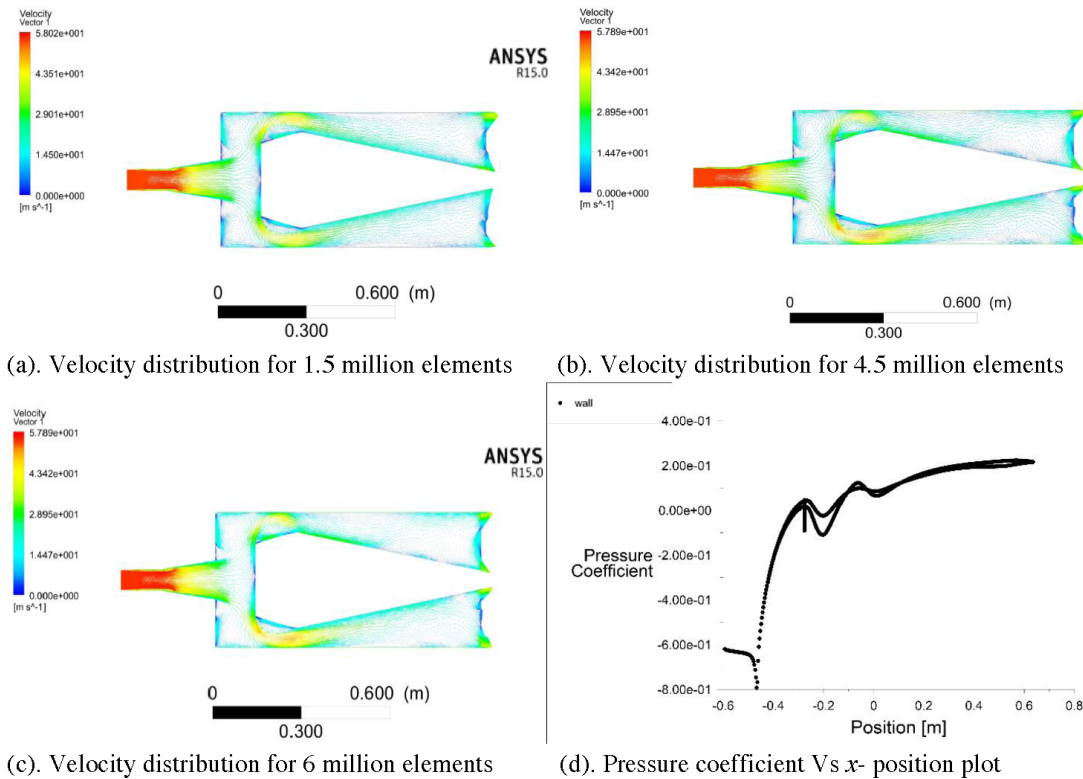 Velocity
Vector 1
5.802e+001
4.351e+001
2.901e+001
1.450e+001
0.000e+000
[m s^-1]
ANSYS
R15.0
0 0.600 (m)
0.300
(a). Velocity distribution for 1.5 million elements
Velocity
Vector 1
5.789e+001
4.342e+001
2.895e+001
1.447e+001
0.000e+000
[m s^-1]
0 0.600 (m)
0.300
(b). Velocity distribution for 4.5 million elements
Velocity
Vector 1
5.789e+001
4.342e+001
2.895e+001
1.447e+001
0.000e+000
[m s^-1]
ANSYS
R15.0
0 0.600 (m)
0.300
(c). Velocity distribution for 6 million elements
wall
4.00e-01
2.00e-01
0.00e+00
-2.00e-01
-4.00e-01
-6.00e-01
-8.00e-01
Pressure
Coefficient
-0.6 -0.4 -0.2 0 0.2 0.4 0.6 0.8
Position [m]
(d). Pressure coefficient Vs x- position plot